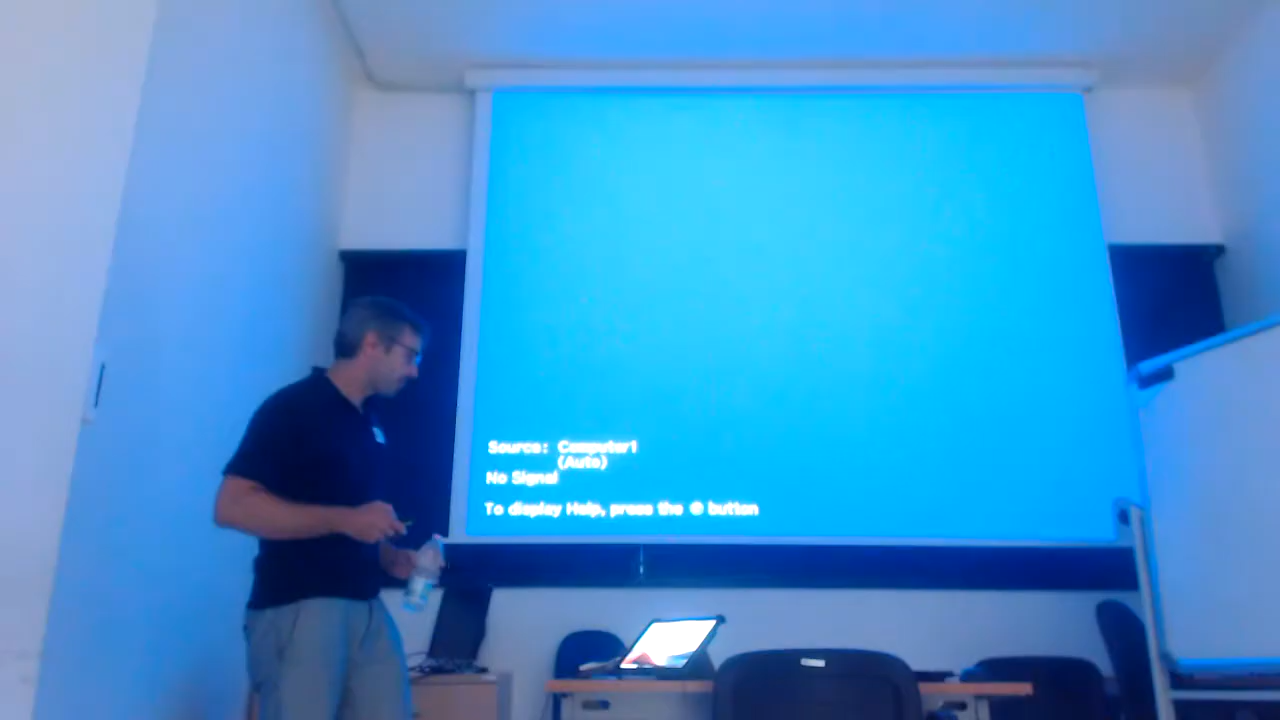 Source: Computer1
(Auto)
No Signal
To display Help, press the button